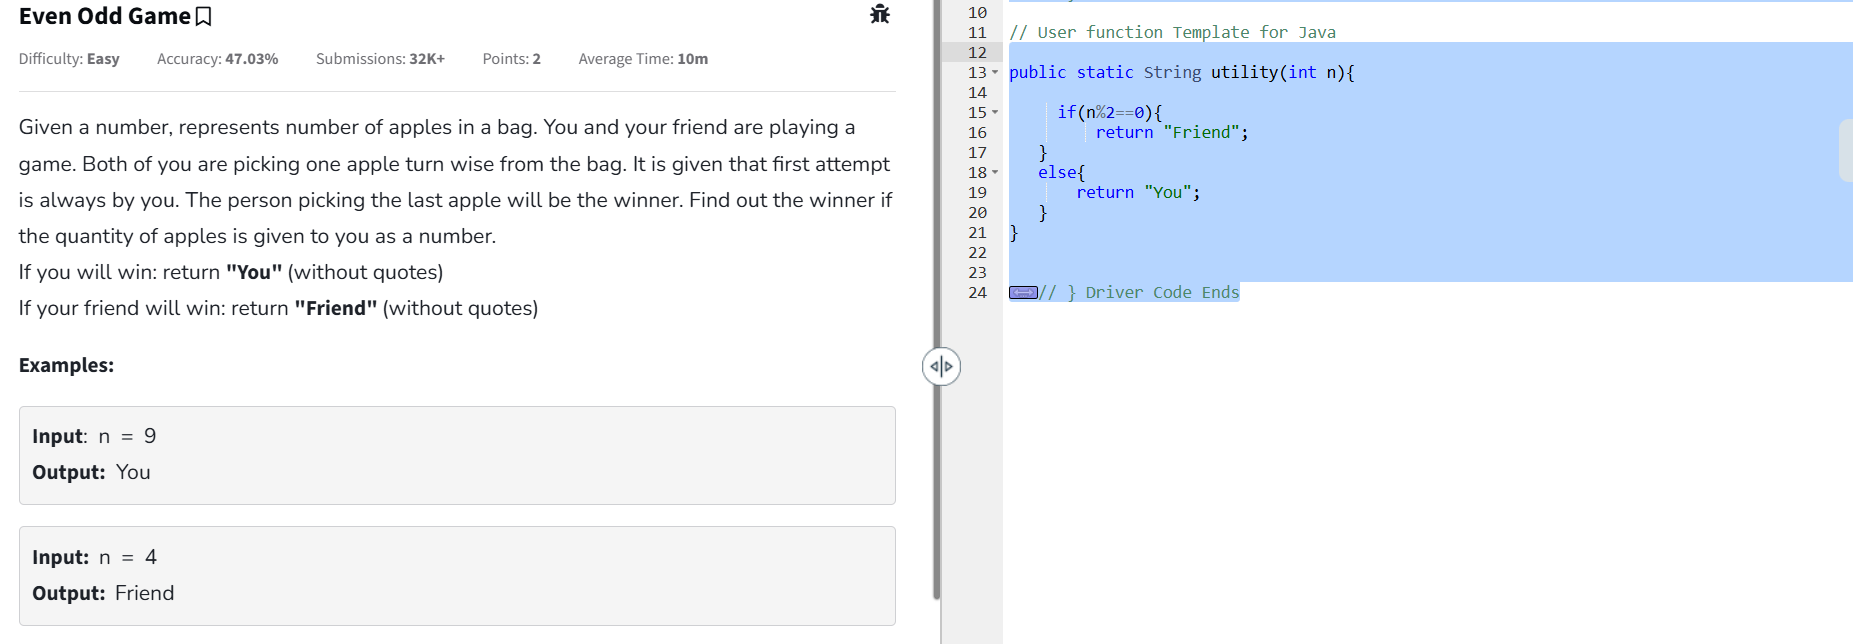 Even Odd Game
Difficulty: Easy Accuracy: 47.03% Submissions: 32K+ Points: 2 Average Time: 10m
Given a number, represents number of apples in a bag. You and your friend are playing a
game. Both of you are picking one apple turn wise from the bag. It is given that first attempt
is always by you. The person picking the last apple will be the winner. Find out the winner if
the quantity of apples is given to you as a number.
If you will win: return "You" (without quotes)
If your friend will win: return "Friend" (without quotes)
Examples:
Input: n = 9
Output: You
Input: n = 4
Output: Friend
10
11 // User function Template for Java
12
13 public static String utility(int n){
14
15 if(n%2==0){
16 return "Friend";
17 }
18 else{
19 return "You";
20 }
21 }
22
23
24 // } Driver Code Ends